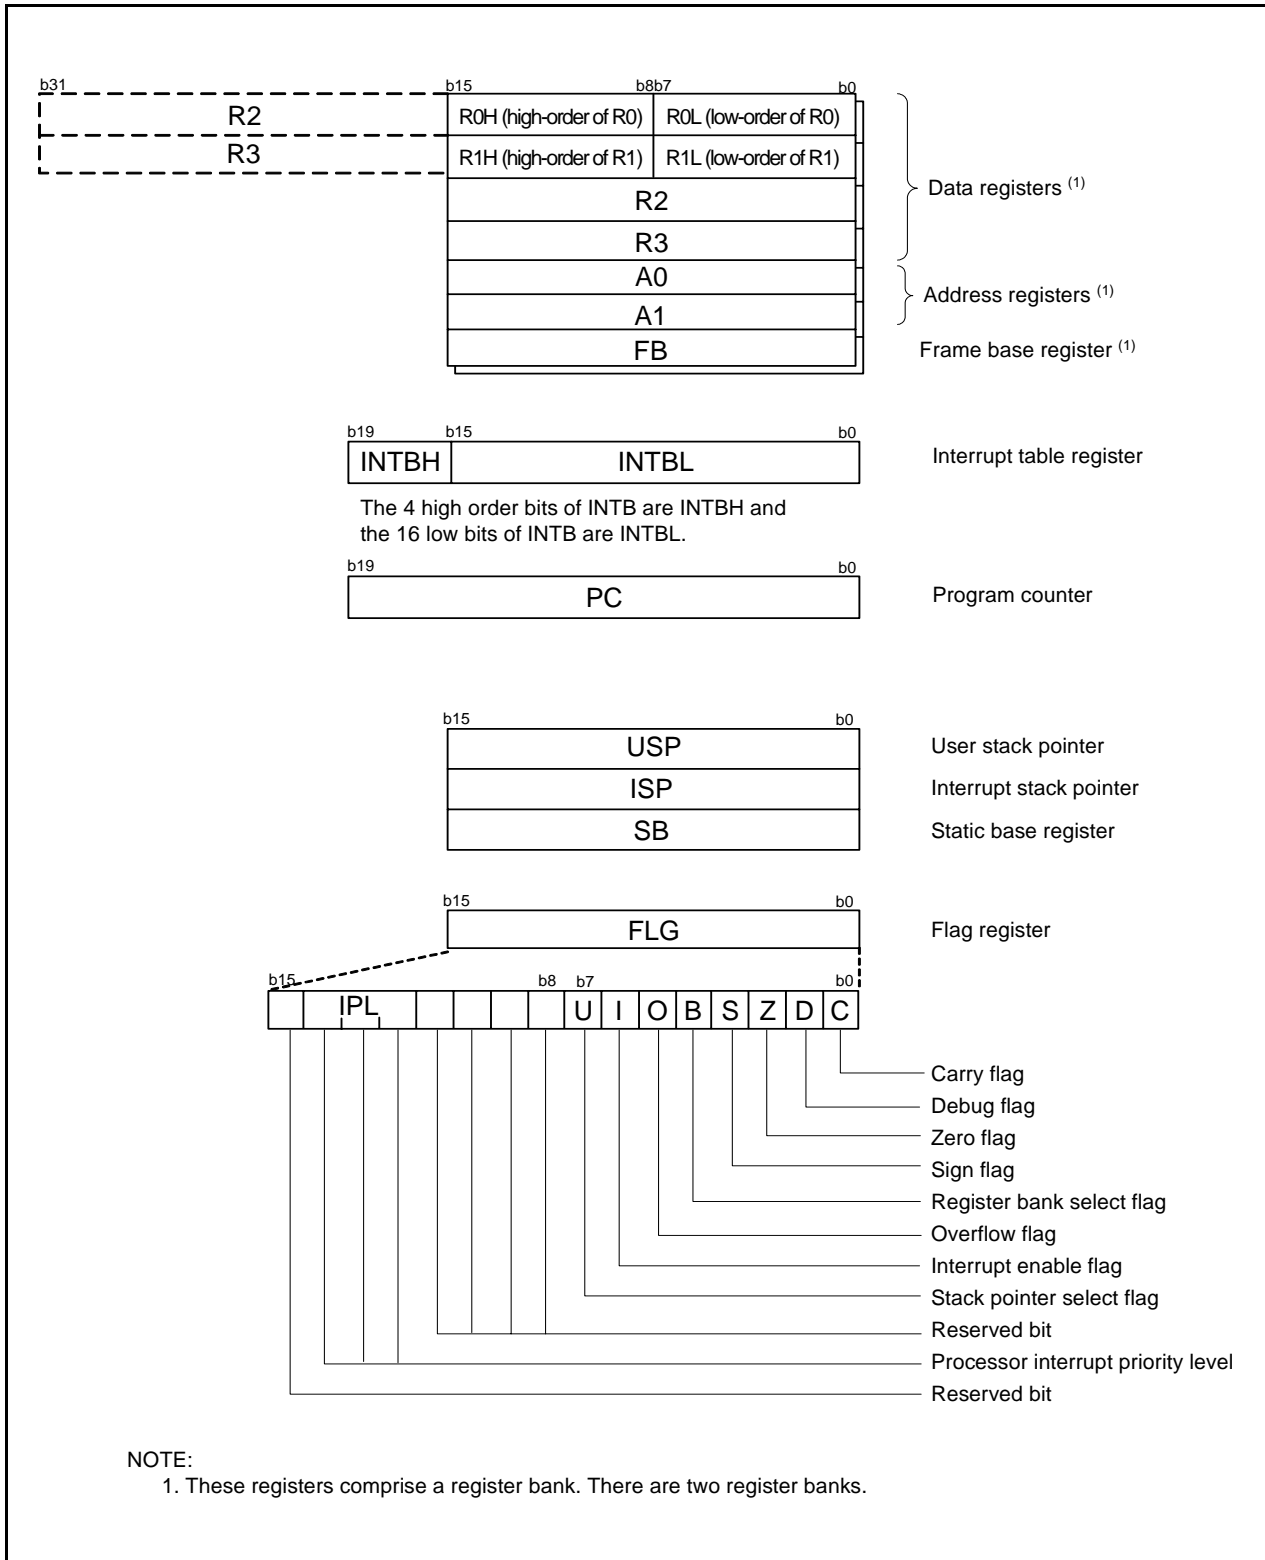 b31 b15 b8b7 b0
R2 R0H (high-order of R0) R0L (low-order of R0)
R3 R1H (high-order of R1) R1L (low-order of R1)
R2
Data registers (1)
R3
A0
Address registers (1)
A1
FB Frame base register (1)
b19 b15 b0
INTBH INTBL Interrupt table register
The 4 high order bits of INTB are INTBH and
the 16 low bits of INTB are INTBL.
b19 b0
PC Program counter
b15 b0
USP User stack pointer
ISP Interrupt stack pointer
SB Static base register
b15 b0
FLG Flag register
b15 b8 b7 b0
IPL U I O B S Z D C
Carry flag
Debug flag
Zero flag
Sign flag
Register bank select flag
Overflow flag
Interrupt enable flag
Stack pointer select flag
Reserved bit
Processor interrupt priority level
Reserved bit
NOTE:
1. These registers comprise a register bank. There are two register banks.